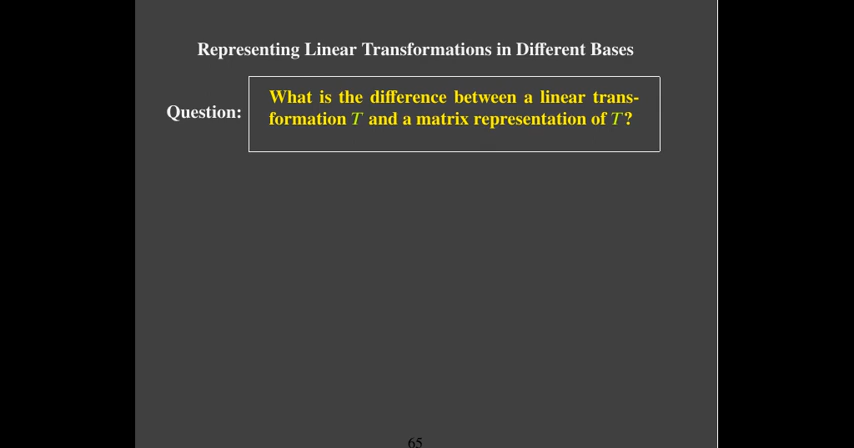 Representing Linear Transformations in Different Bases
What is the difference between a linear trans-
Question:
formation T and a matrix representation of T?
65